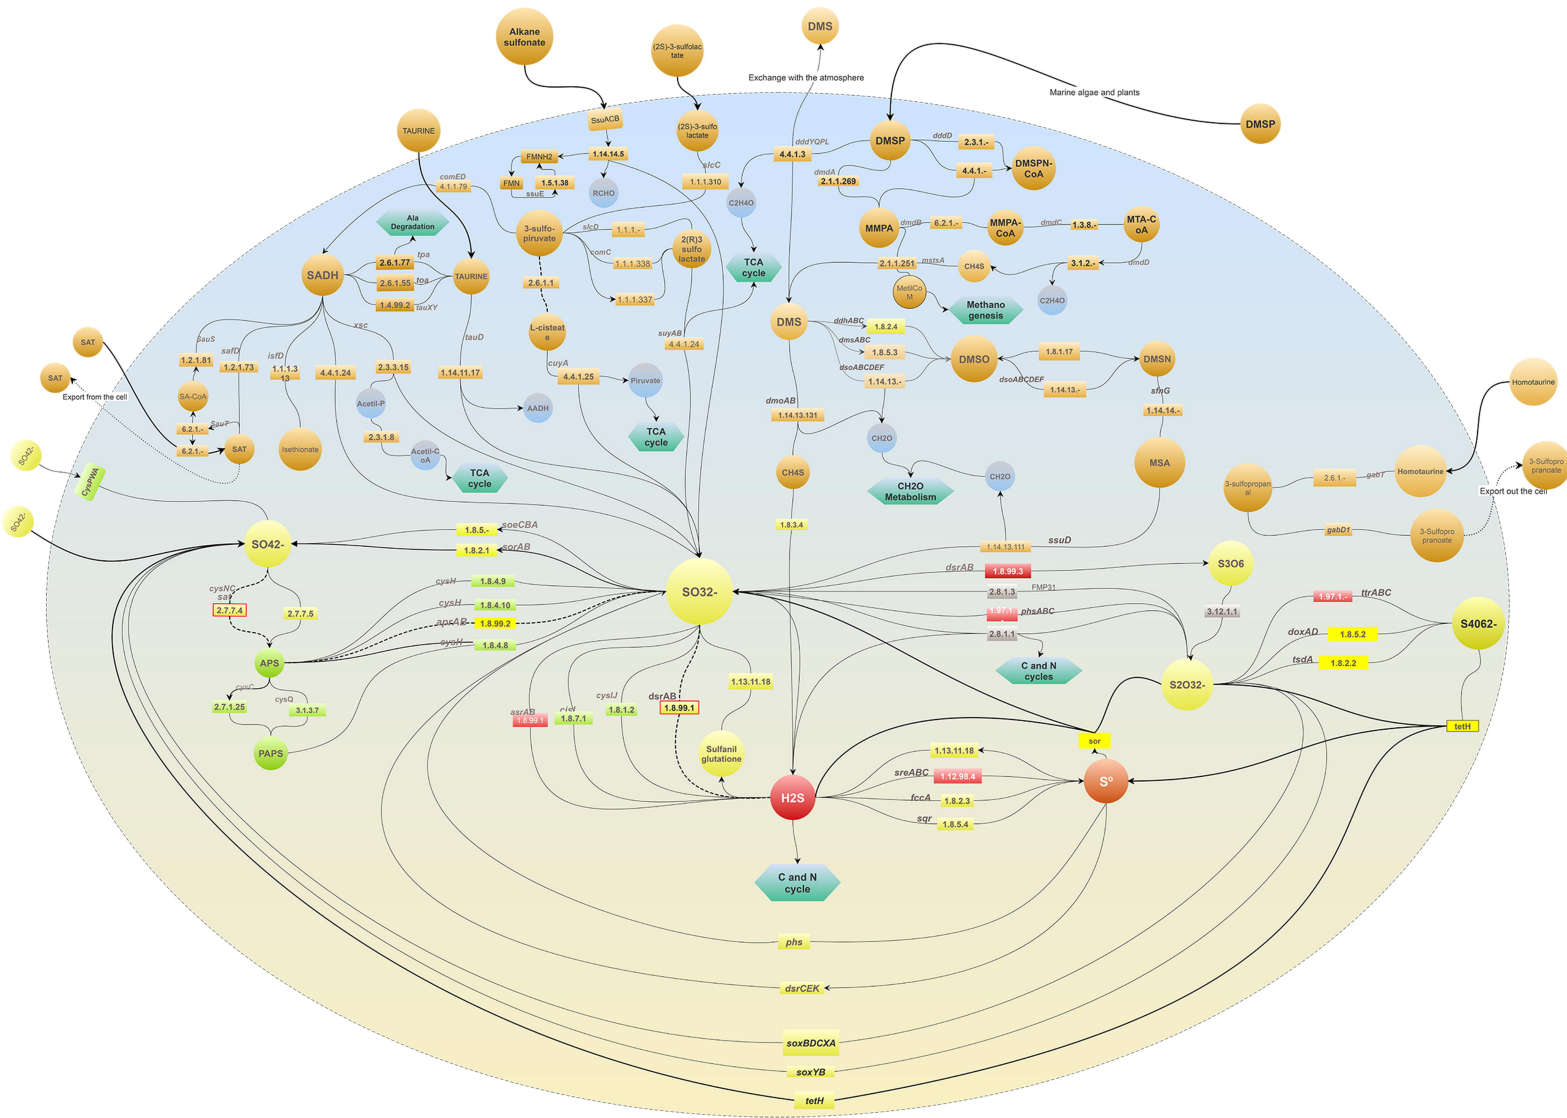 Alkane
sulfonate
(2S)-3-sulfolac
tate
DMS
Exchange with the atmosphere
Marine algae and plants
DMSP
TAURINE
SsuACB
(2S)-3-sulfo
lactate
dddYQPL
4.4.1.3
DMSP
dddD
2.3.1.-
4.4.1.-
DMSPN-
CoA
FMNH2
1.14.14.5
FMN
1.5.1.38
ssuE
RCHO
slcC
1.1.1.310
comED
4.1.1.79
dmdA
2.1.1.269
C2H4O
Ala
Degradation
3-sulfo-
piruvate
slcD
1.1.1.-
comC
1.1.1.338
1.1.1.337
2(R)3
sulfo
lactate
MMPA
dmdB
6.2.1.-
MMPA-
CoA
dmdC
1.3.8.-
MTA-C
oA
SADH
tpa
2.6.1.77
toa
2.6.1.55
1.4.99.2
tauXY
TAURINE
2.6.1.1
TCA
cycle
2.1.1.251
mstsA
CH4S
3.1.2.-
dmdD
MetilCo
M
Methano
genesis
C2H4O
SAT
SAT
Export from the cell
SauS
1.2.1.81
safD
1.2.1.73
isfD
1.1.1.3
13
4.4.1.24
xsc
2.3.3.15
tauD
1.14.11.17
L-cisteat
e
cuyA
4.4.1.25
Piruvate
suyAB
4.4.1.24
DMS
ddhABC
1.8.2.4
dmsABC
1.8.5.3
dsoABCDEF
1.14.13.-
DMSO
1.8.1.17
dsoABCDEF
1.14.13.-
DMSN
sfnG
1.14.14.-
SA-CoA
SauT
6.2.1.-
6.2.1.-
SAT
Isethionate
Acetil-P
2.3.1.8
Acetil-C
oA
TCA
cycle
AADH
TCA
cycle
dmoAB
1.14.13.131
CH2O
CH4S
CH2O
Metabolism
CH2O
MSA
Homotaurine
3-sulfopropan
al
2.6.1.-
gabT
Homotaurine
3-Sulfopro
pranoate
Export out the cell
gabD1
3-Sulfopro
pranoate
SO42-
CysPWA
SO42-
SO42-
1.8.5.-
soeCBA
1.8.2.1
sorAB
1.8.3.4
1.14.13.111
ssuD
cysNC
sat
2.7.7.4
2.7.7.5
cysH
1.8.4.9
cysH
1.8.4.10
aprAB
1.8.99.2
cysH
1.8.4.8
SO32-
dsrAB
1.8.99.3
2.8.1.3
FMP31
1.97.1.
-
phsABC
2.8.1.1
C and N
cycles
S3O6
3.12.1.1
1.97.1.-
ttrABC
doxAD
1.8.5.2
tsdA
1.8.2.2
S4062-
APS
cysC
2.7.1.25
cysQ
3.1.3.7
PAPS
asrAB
1.8.99.1
1.8.7.1
cysIJ
1.8.1.2
dsrAB
1.8.99.1
1.13.11.18
Sulfanil
glutatione
S2O32-
tetH
sor
H2S
1.13.11.18
sreABC
1.12.98.4
fccA
1.8.2.3
sqr
1.8.5.4
Sº
C and N
cycle
phs
dsrCEK
soxBDCXA
soxYB
tetH